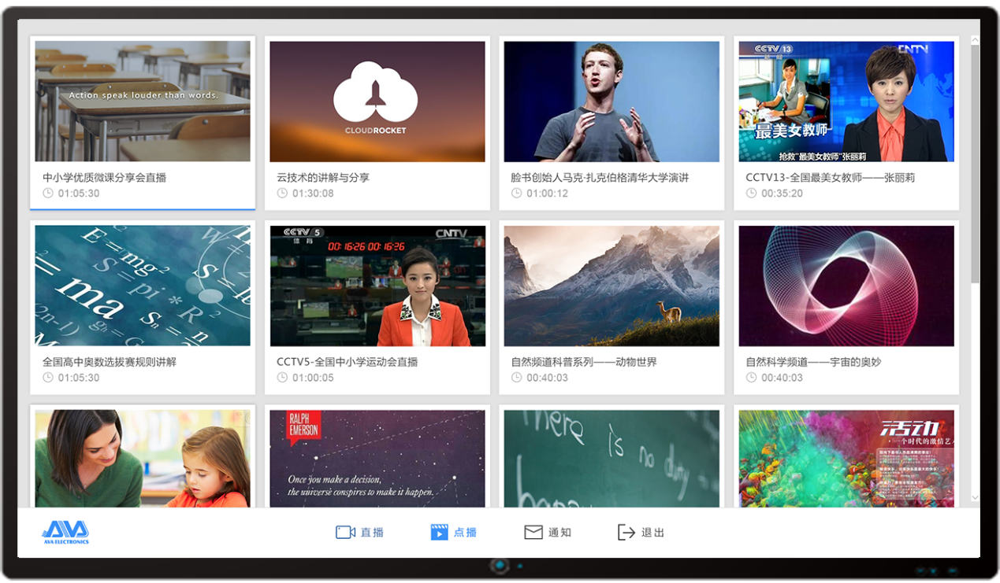 Action speak louder than words.
中小学优质微课分享会直播
01:05:30
CLOUDROCKET
云技术的讲解与分享
01:30:08
脸书创始人马克·扎克伯格清华大学演讲
01:00:12
CCTV 13
CNTV
最美女教师
抢救"最美女教师"张丽莉
CCTV13-全国最美女教师——张丽莉
00:35:20
E=mg²
S=pi*R²
=ma
全国高中奥数选拔赛规则讲解
01:05:30
CCTV 5
体育
CNTV
00:16:26 00:16:26
CCTV5-全国中小学运动会直播
01:00:05
自然频道科普系列——动物世界
00:40:03
自然科学频道——宇宙的奥妙
00:40:03
RALPH
EMERSON
Once you make a decision,
the universe conspires to make it happen.
There is no duty
活动
一个时代的激情艺
AVA
AVA ELECTRONICS
直播
点播
通知
退出